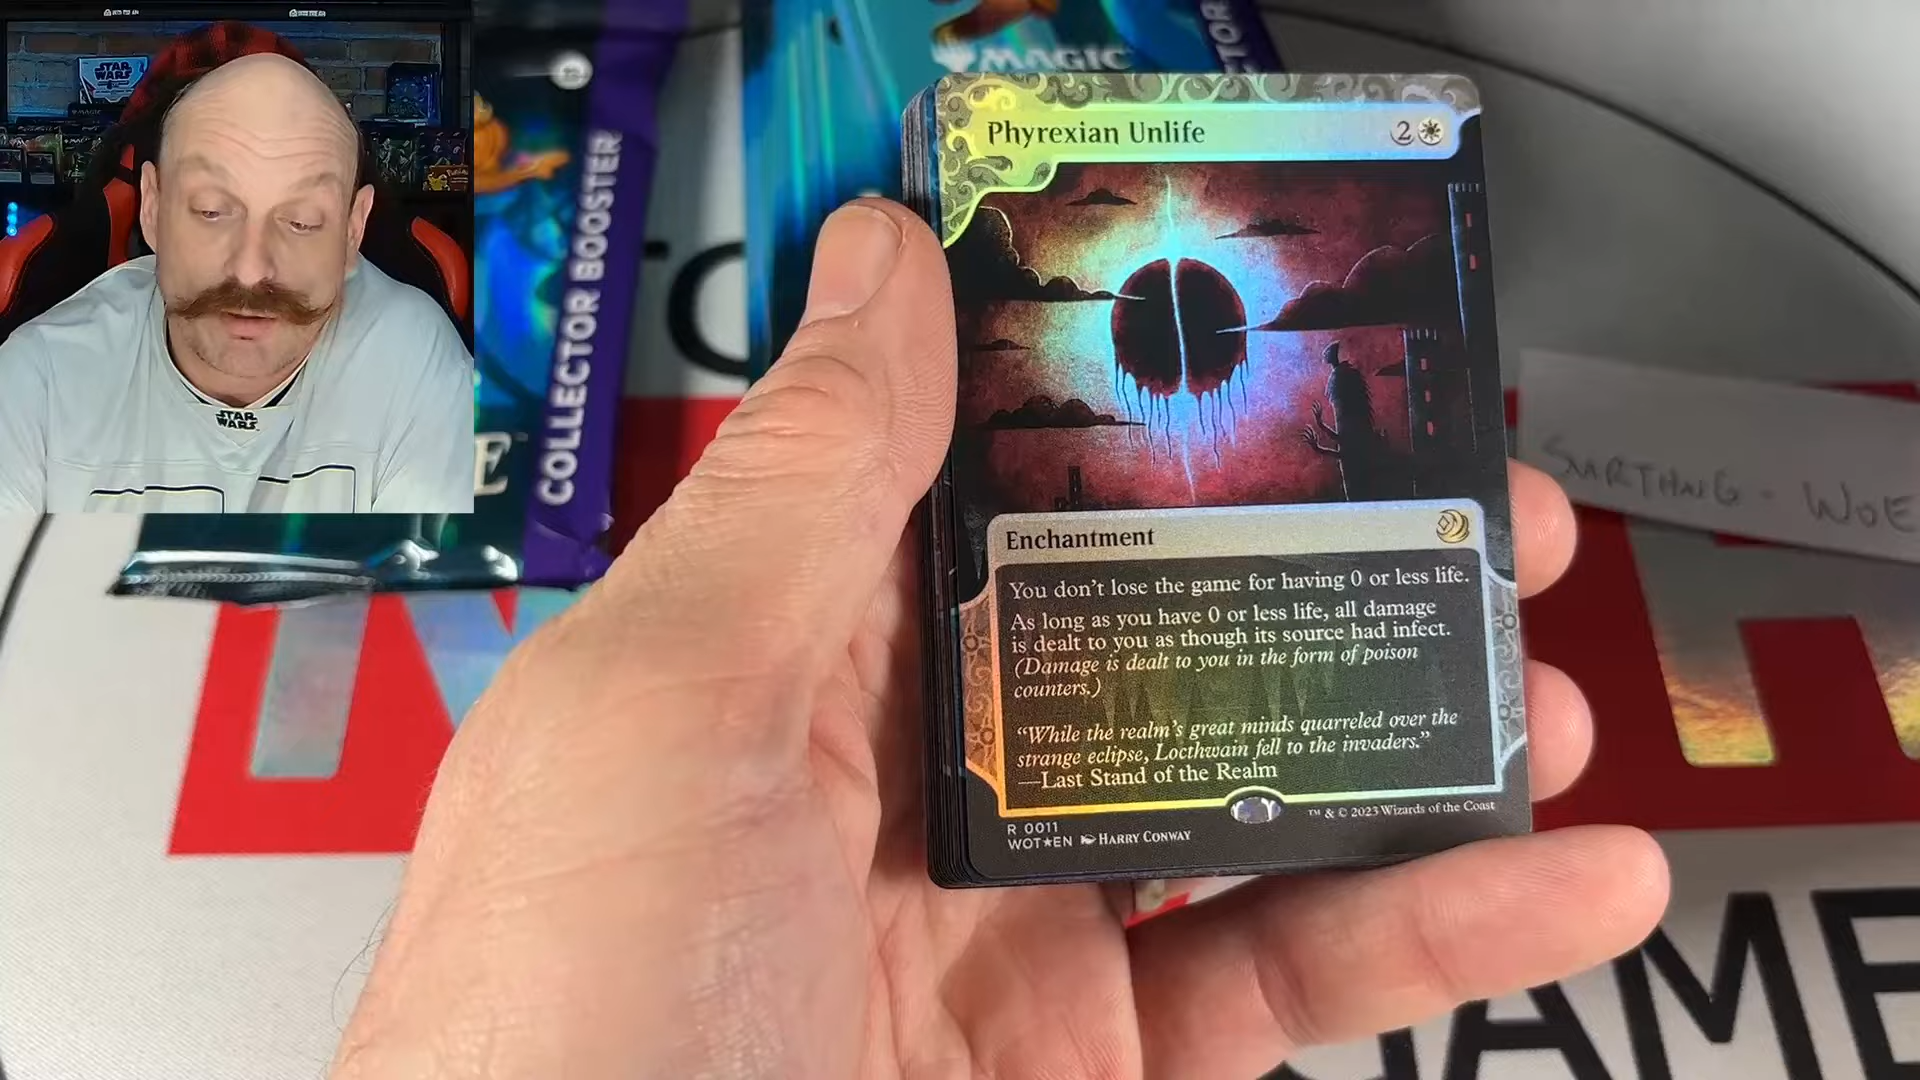 STAR
WARS
STAR
WARS
MAGIC
COLLECTOR BOOSTER
E
Phyrexian Unlife 2
Enchantment
You don't lose the game for having 0 or less life.
As long as you have 0 or less life, all damage
is dealt to you as though its source had infect.
(Damage is dealt to you in the form of poison
counters.)
“While the realm's great minds quarreled over the
strange eclipse, Locthwain fell to the invaders.”
—Last Stand of the Realm
R 0011
WOT★EN HARRY CONWAY
™ & © 2023 Wizards of the Coast
WOE
GAME